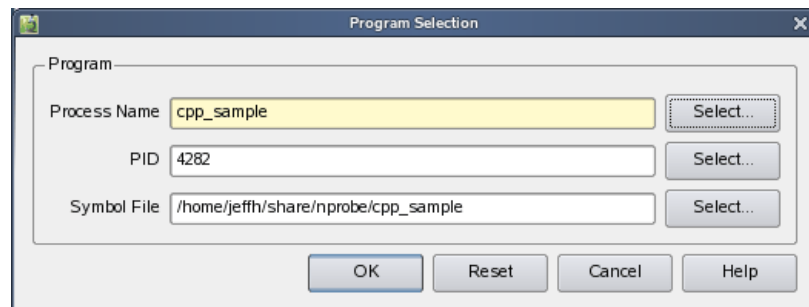 Program Selection
Program
Process Name cpp_sample Select...
PID 4282 Select...
Symbol File /home/jeffh/share/nprobe/cpp_sample Select...
OK Reset Cancel Help